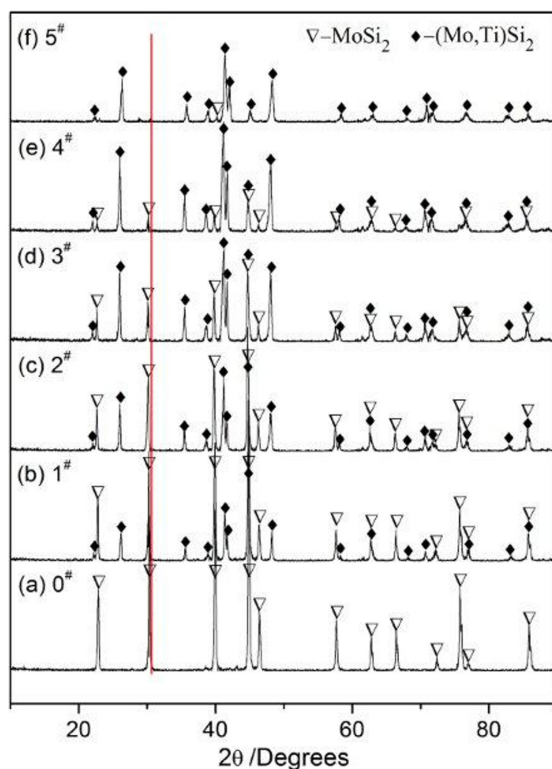 (f) 5#
▽–MoSi2 ♦–(Mo,Ti)Si2
(e) 4#
(d) 3#
(c) 2#
(b) 1#
(a) 0#
20 40 60 80
2θ /Degrees